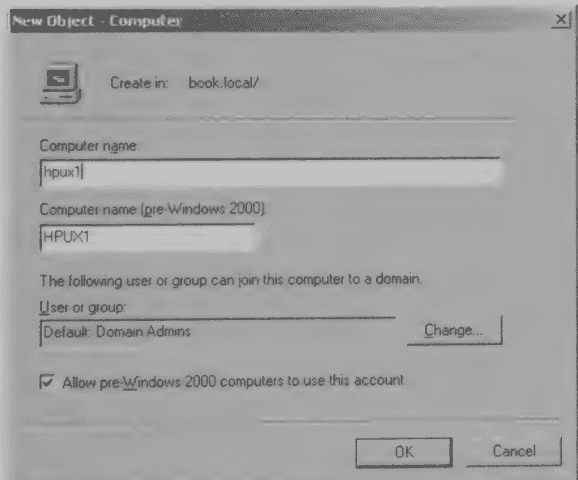 New Object - Computer
Create in: book.local/
Computer name
hpux1
Computer name (pre-Windows 2000).
HPUX1
The following user or group can join this computer to a domain.
User or group:
Default: Domain Admins
Change...
Allow pre-Windows 2000 computers to use this account
OK Cancel